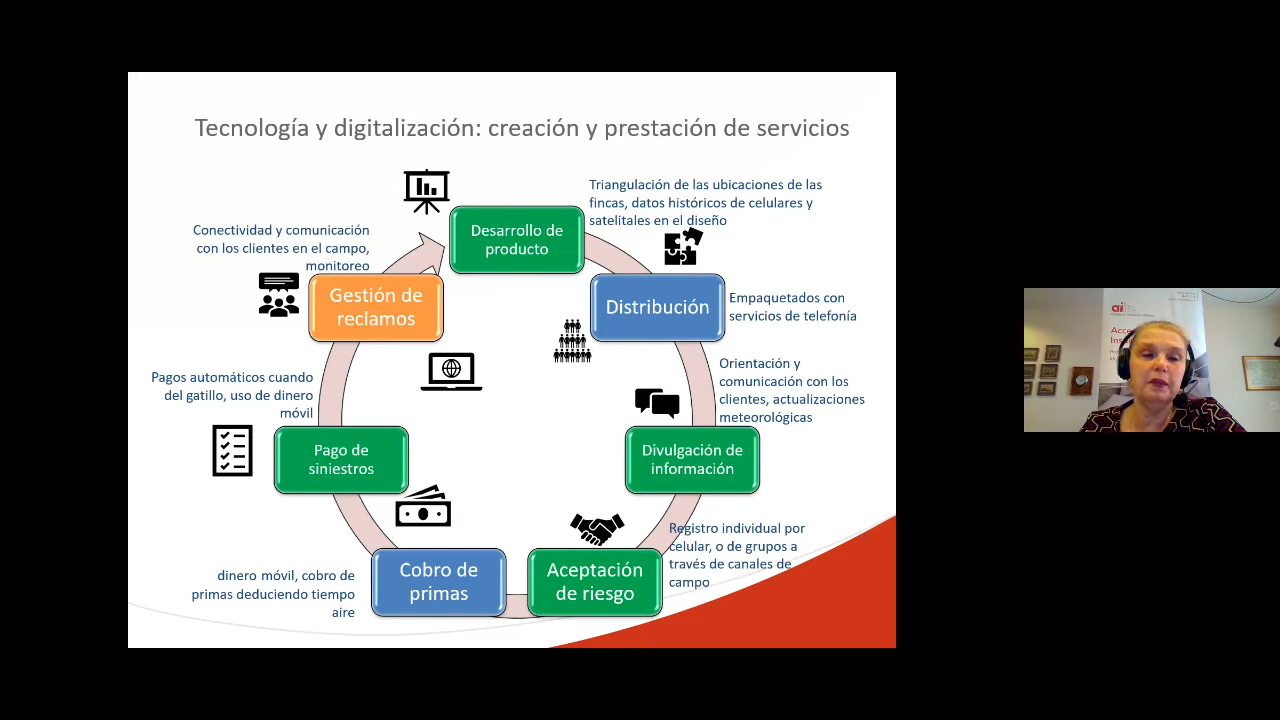 Tecnología y digitalización: creación y prestación de servicios
Triangulación de las ubicaciones de las
fincas, datos históricos de celulares y
satelitales en el diseño
Desarrollo de
producto
Conectividad y comunicación
con los clientes en el campo,
monitoreo
Gestión de
reclamos
Distribución
Empaquetados con
servicios de telefonía
Orientación y
comunicación con los
clientes, actualizaciones
meteorológicas
Pagos automáticos cuando
del gatillo, uso de dinero
móvil
Pago de
siniestros
Divulgación de
información
Registro individual por
celular, o de grupos a
través de canales de
campo
Cobro de
primas
Aceptación
de riesgo
dinero móvil, cobro de
primas deduciendo tiempo
aire